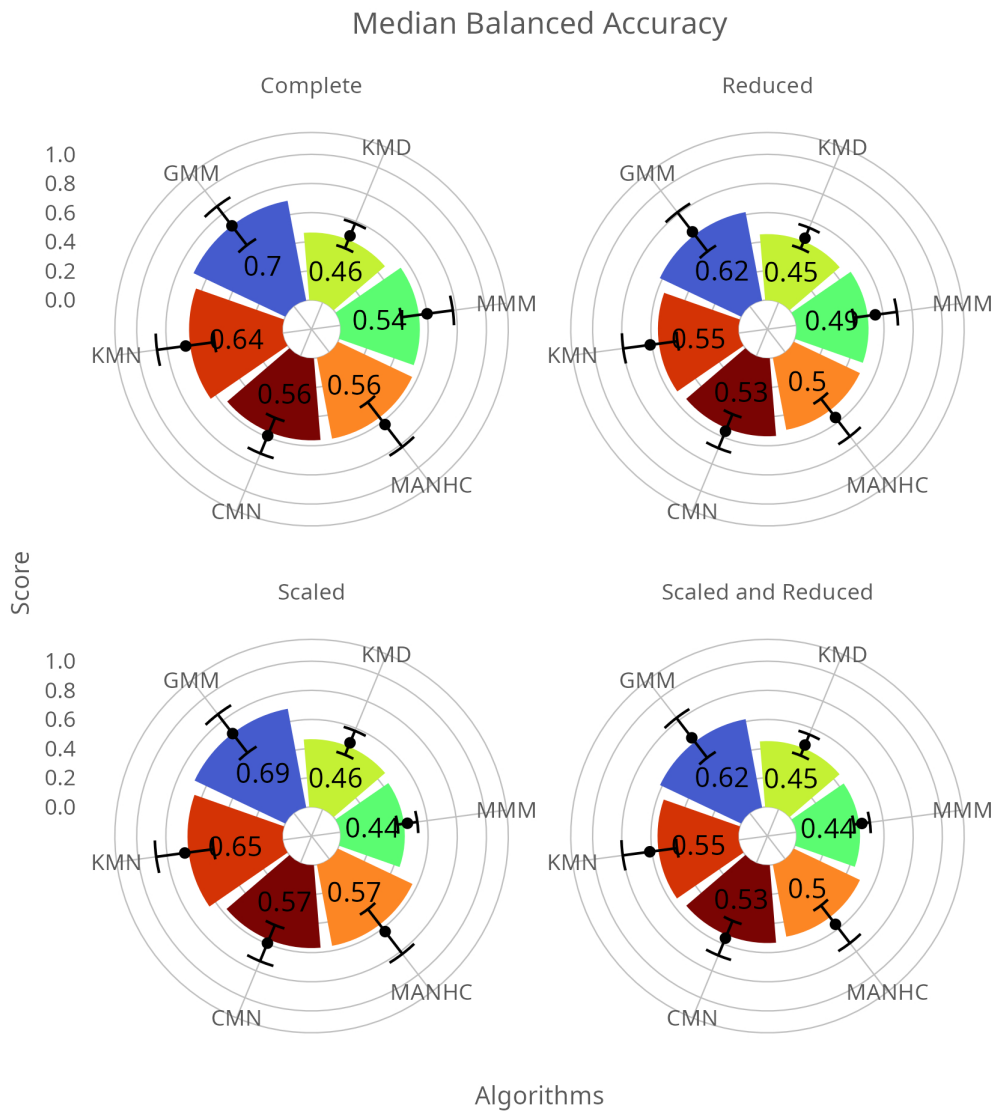 Median Balanced Accuracy
Complete
Reduced
1.0
0.8
0.6
0.4
0.2
0.0
GMM
KMD
MMM
MANHC
CMN
KMN
0.7
0.46
0.54
0.56
0.56
0.64
GMM
KMD
MMM
MANHC
CMN
KMN
0.62
0.45
0.49
0.5
0.53
0.55
Score
Scaled
Scaled and Reduced
1.0
0.8
0.6
0.4
0.2
0.0
GMM
KMD
MMM
MANHC
CMN
KMN
0.69
0.46
0.44
0.57
0.57
0.65
GMM
KMD
MMM
MANHC
CMN
KMN
0.62
0.45
0.44
0.5
0.53
0.55
Algorithms